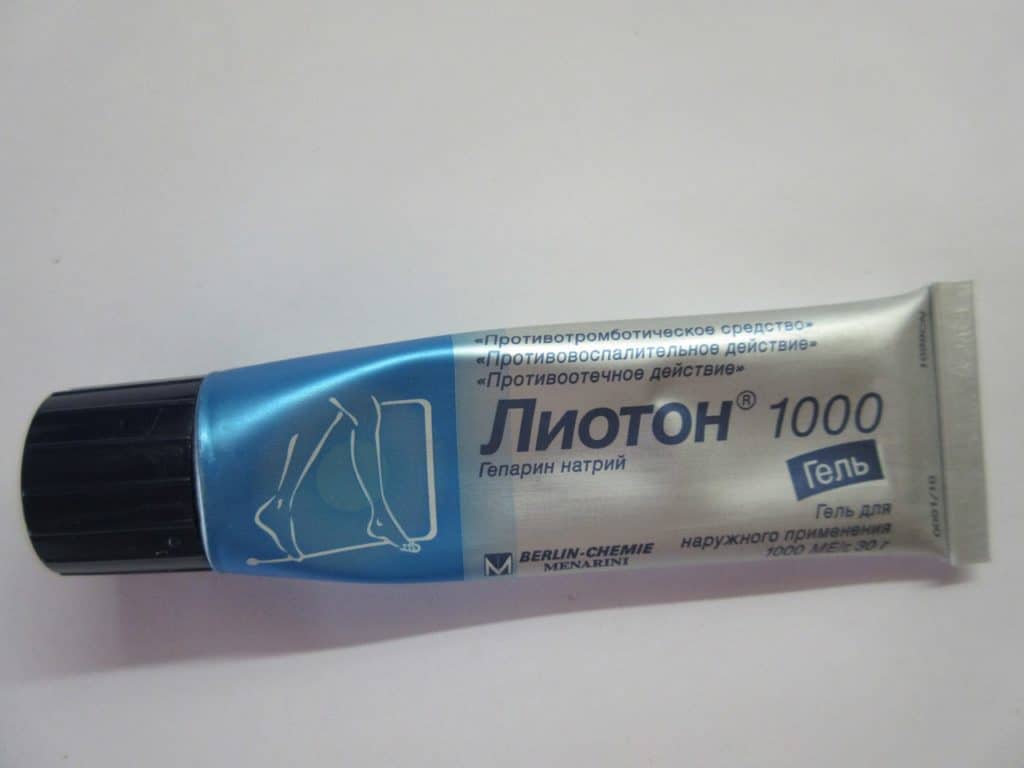 «Противотромботическое средство»
«Противовоспалительное действие»
«Противоотечное действие»
Лиотон® 1000
Гепарин натрий
Гель
Гель для
наружного применения
1000 МЕ/г 30 г
BERLIN-CHEMIE
MENARINI